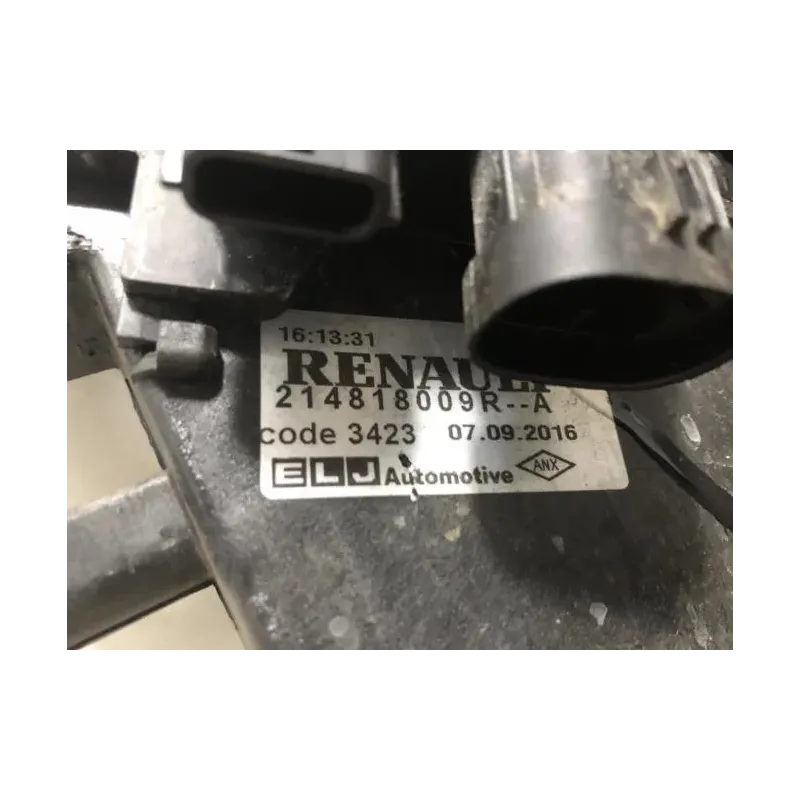 16:13:31
RENAULT
214818009R--A
code 3423 07.09.2016
ELJ Automotive ANX